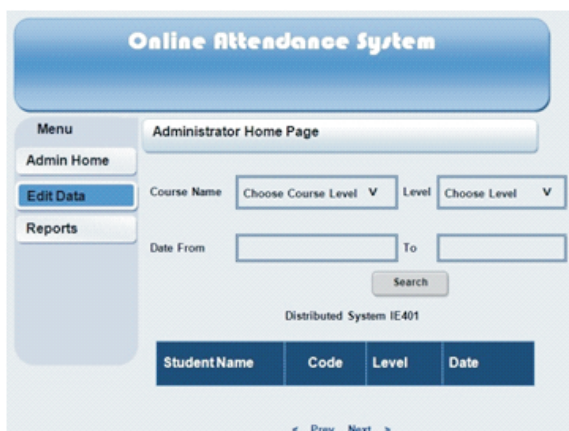 Online Attendance System
Menu
Administrator Home Page
Admin Home
Edit Data
Reports
Course Name Choose Course Level v Level Choose Level v
Date From To
Search
Distributed System IE401
Student Name Code Level Date
< Prev Next >